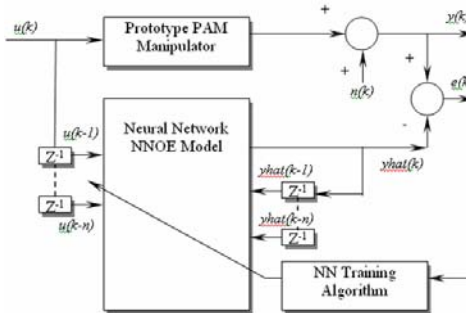 u(k)
Prototype PAM
Manipulator
+
y(k)
+
n(k)
+
e(k)
-
u(k-1)
Neural Network
NNOE Model
Z-1
yhat(k-1)
yhat(k)
Z-1
Z-1
yhat(k-n)
u(k-n)
Z-1
NN Training
Algorithm